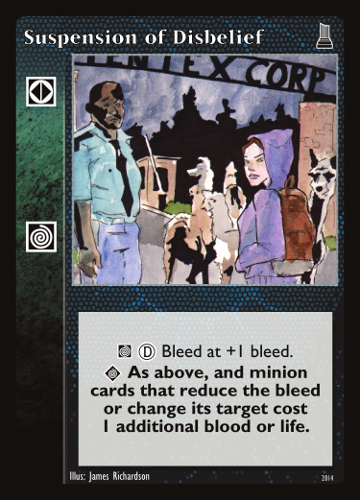 Suspension of Disbelief
TENTEX CORP
D Bleed at +1 bleed.
As above, and minion
cards that reduce the bleed
or change its target cost
1 additional blood or life.
Illus: James Richardson
2014